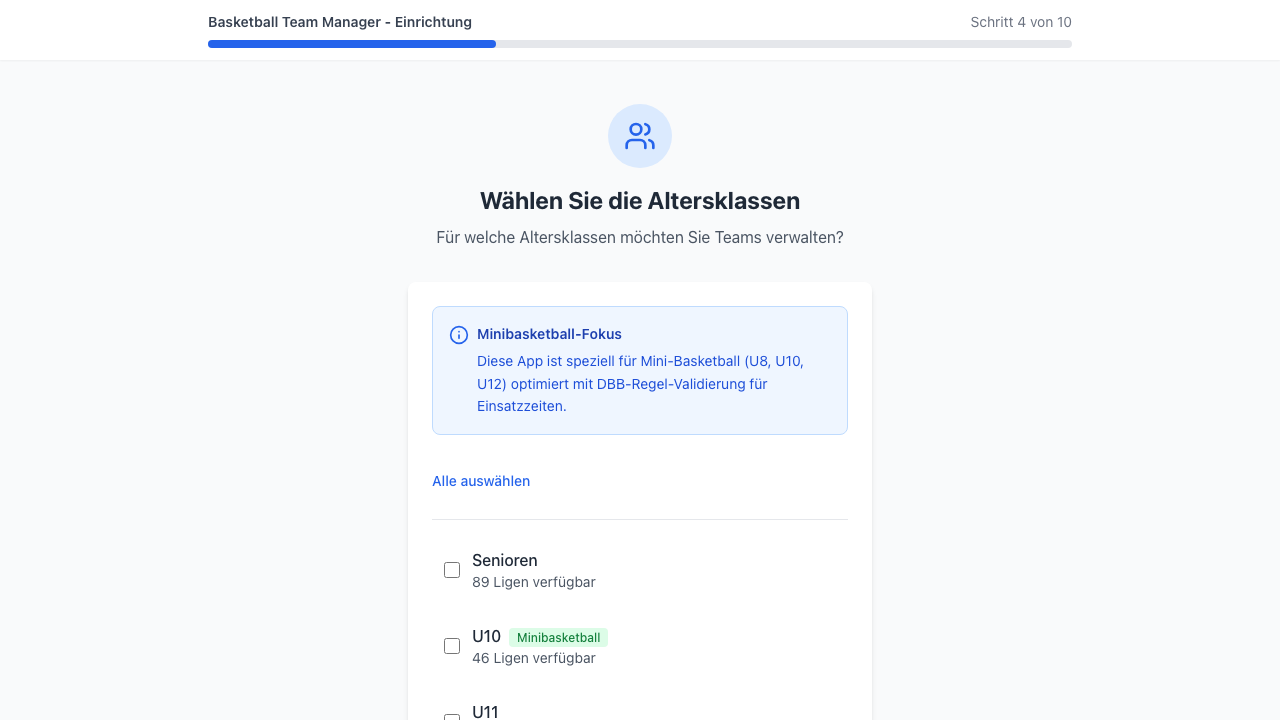 Basketball Team Manager - Einrichtung
Schritt 4 von 10
Wählen Sie die Altersklassen
Für welche Altersklassen möchten Sie Teams verwalten?
Minibasketball-Fokus
Diese App ist speziell für Mini-Basketball (U8, U10,
U12) optimiert mit DBB-Regel-Validierung für
Einsatzzeiten.
Alle auswählen
Senioren
89 Ligen verfügbar
U10 Minibasketball
46 Ligen verfügbar
U11